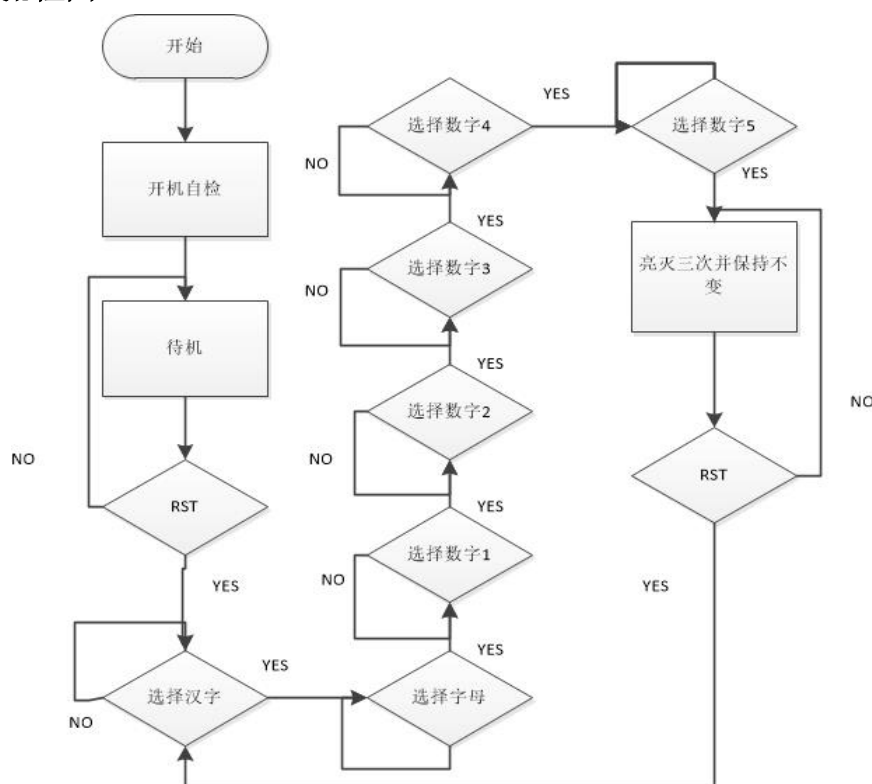 开始
开机自检
待机
NO
RST
YES
选择汉字
NO
YES
选择字母
YES
选择数字1
NO
YES
选择数字2
NO
YES
选择数字3
NO
YES
选择数字4
NO
YES
选择数字5
YES
亮灭三次并保持不
变
NO
RST
YES